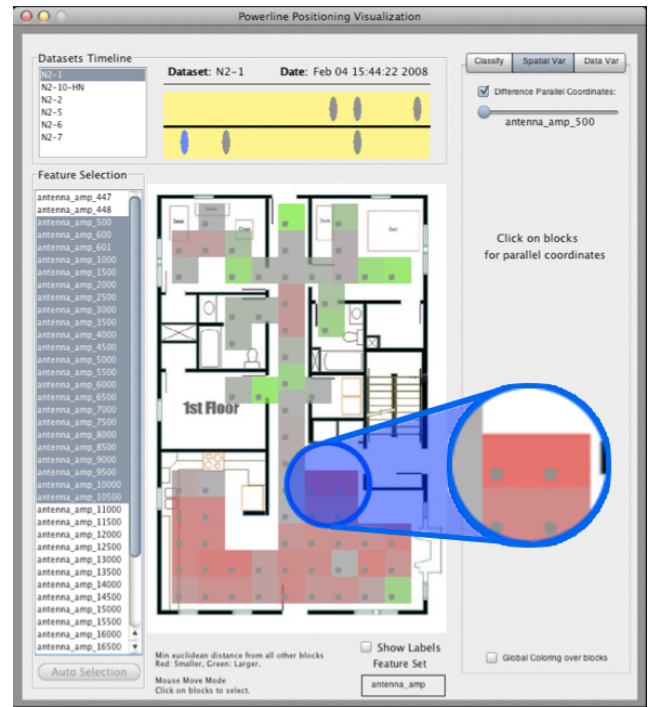 Powerline Positioning Visualization
Datasets Timeline
N2-1
N2-10-HN
N2-2
N2-5
N2-6
N2-7
Dataset: N2-1 Date: Feb 04 15:44:22 2008
Classify Spatial Var Data Var
Difference Parallel Coordinates:
antenna_amp_500
Click on blocks
for parallel coordinates
Feature Selection
antenna_amp_447
antenna_amp_448
antenna_amp_500
antenna_amp_600
antenna_amp_601
antenna_amp_1000
antenna_amp_1500
antenna_amp_2000
antenna_amp_2500
antenna_amp_3000
antenna_amp_3500
antenna_amp_4000
antenna_amp_4500
antenna_amp_5000
antenna_amp_5500
antenna_amp_6000
antenna_amp_6500
antenna_amp_7000
antenna_amp_7500
antenna_amp_8000
antenna_amp_8500
antenna_amp_9000
antenna_amp_9500
antenna_amp_10000
antenna_amp_10500
antenna_amp_11000
antenna_amp_11500
antenna_amp_12000
antenna_amp_12500
antenna_amp_13000
antenna_amp_13500
antenna_amp_14000
antenna_amp_14500
antenna_amp_15000
antenna_amp_15500
antenna_amp_16000
antenna_amp_16500
Auto Selection
Desk
Chair
Desk
Bed
1st Floor
Min euclidean distance from all other blocks
Red: Smaller, Green: Larger.
Mouse Move Mode
Click on blocks to select.
Show Labels
Feature Set
antenna_amp
Global Coloring over blocks